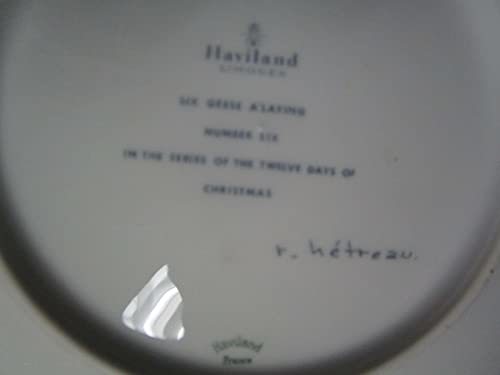 Haviland
LIMOGES
SIX GEESE A'LAYING
NUMBER SIX
IN THE SERIES OF THE TWELVE DAYS OF
CHRISTMAS
r. hétreau.
Haviland
France